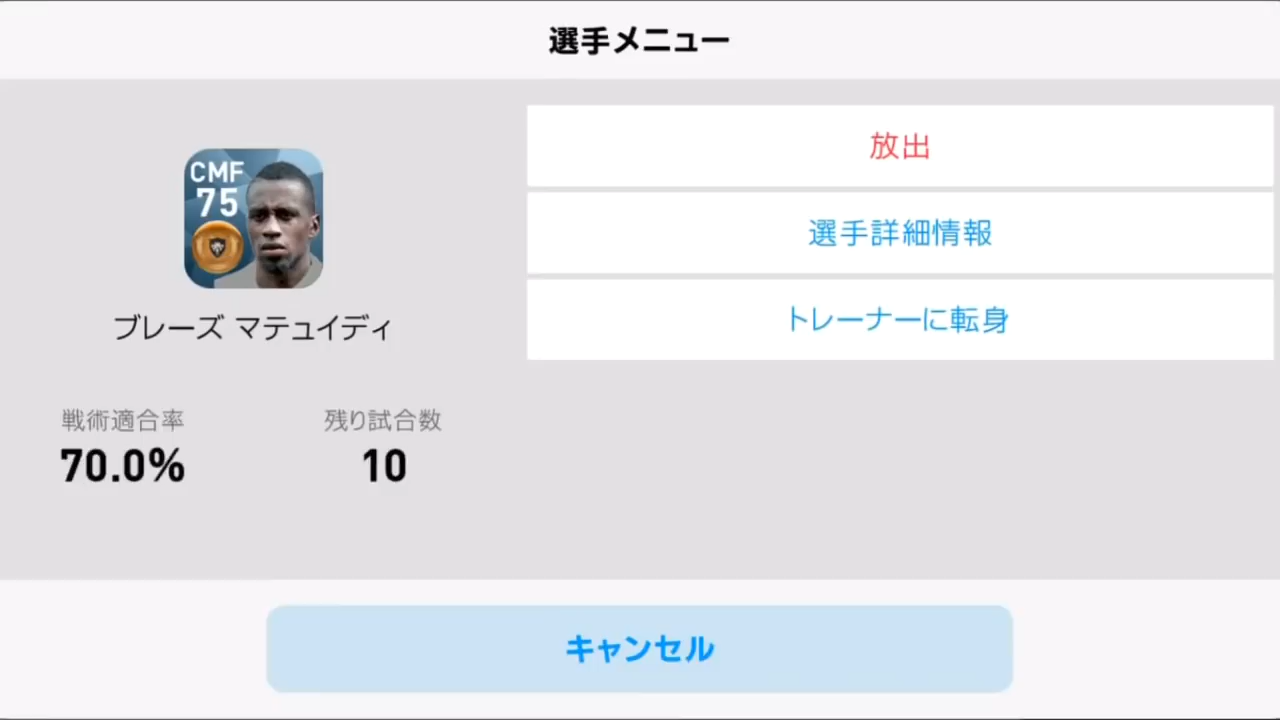 選手メニュー
CMF
75
ブレーズ マテュイディ
戦術適合率
残り試合数
70.0%
10
放出
選手詳細情報
トレーナーに転身
キャンセル